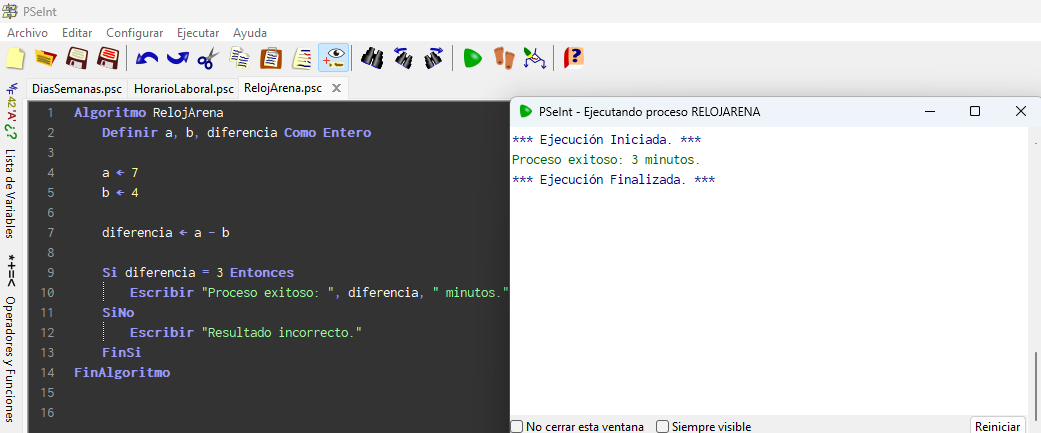 PSeInt
Archivo Editar Configurar Ejecutar Ayuda
DiasSemanas.psc HorarioLaboral.psc RelojArena.psc
Lista de Variables
*+=<
Operadores y Funciones
1 Algoritmo RelojArena
2 Definir a, b, diferencia Como Entero
3
4 a ← 7
5 b ← 4
6
7 diferencia ← a - b
8
9 Si diferencia = 3 Entonces
10 Escribir "Proceso exitoso: ", diferencia, " minutos."
11 SiNo
12 Escribir "Resultado incorrecto."
13 FinSi
14 FinAlgoritmo
15
16
PSeInt - Ejecutando proceso RELOJARENA
*** Ejecución Iniciada. ***
Proceso exitoso: 3 minutos.
*** Ejecución Finalizada. ***
No cerrar esta ventana Siempre visible Reiniciar